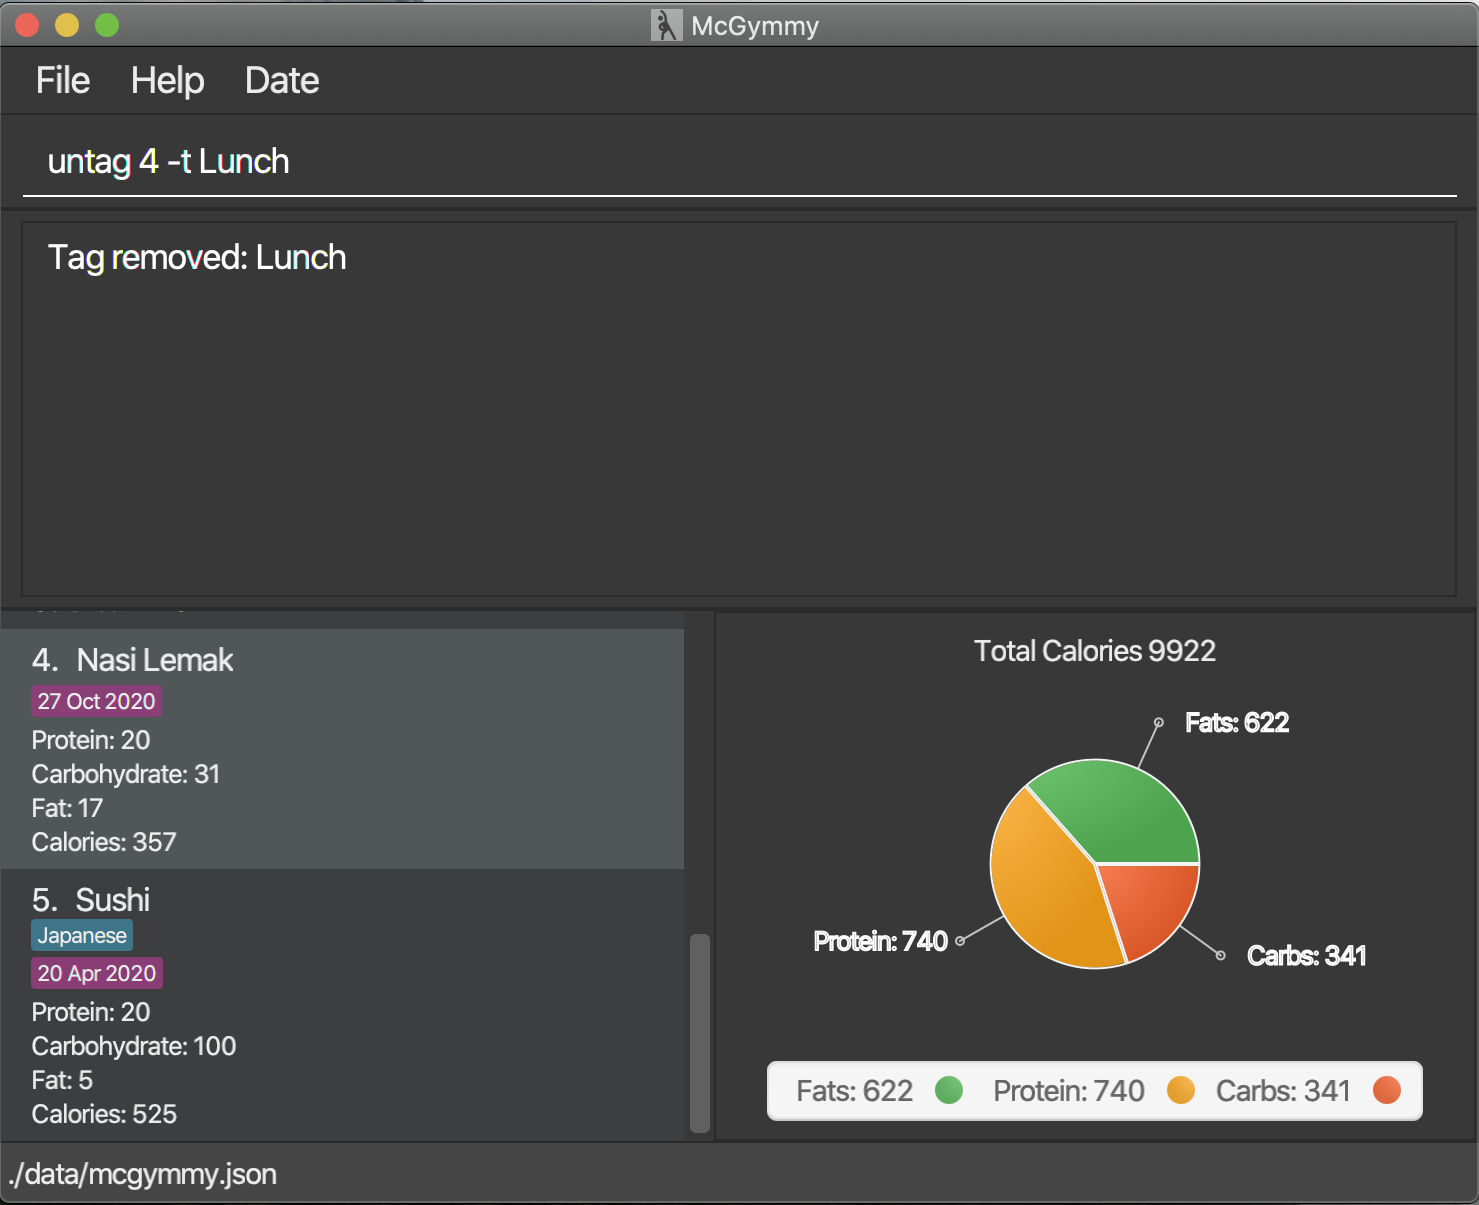 McGymmy
File Help Date
untag 4 -t Lunch
Tag removed: Lunch
4. Nasi Lemak
27 Oct 2020
Protein: 20
Carbohydrate: 31
Fat: 17
Calories: 357
5. Sushi
Japanese
20 Apr 2020
Protein: 20
Carbohydrate: 100
Fat: 5
Calories: 525
Total Calories 9922
Fats: 622
Protein: 740
Carbs: 341
Fats: 622 Protein: 740 Carbs: 341
./data/mcgymmy.json